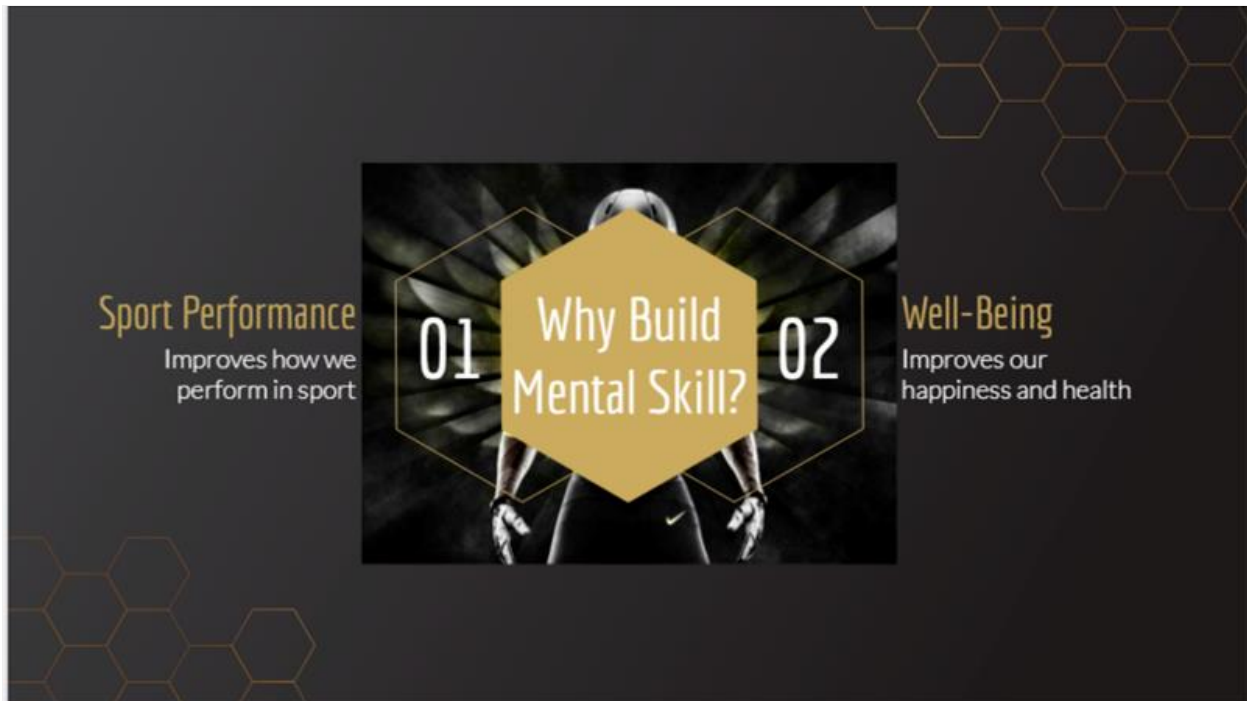 Sport Performance
Improves how we
perform in sport
01
Why Build
Mental Skill?
02
Well-Being
Improves our
happiness and health